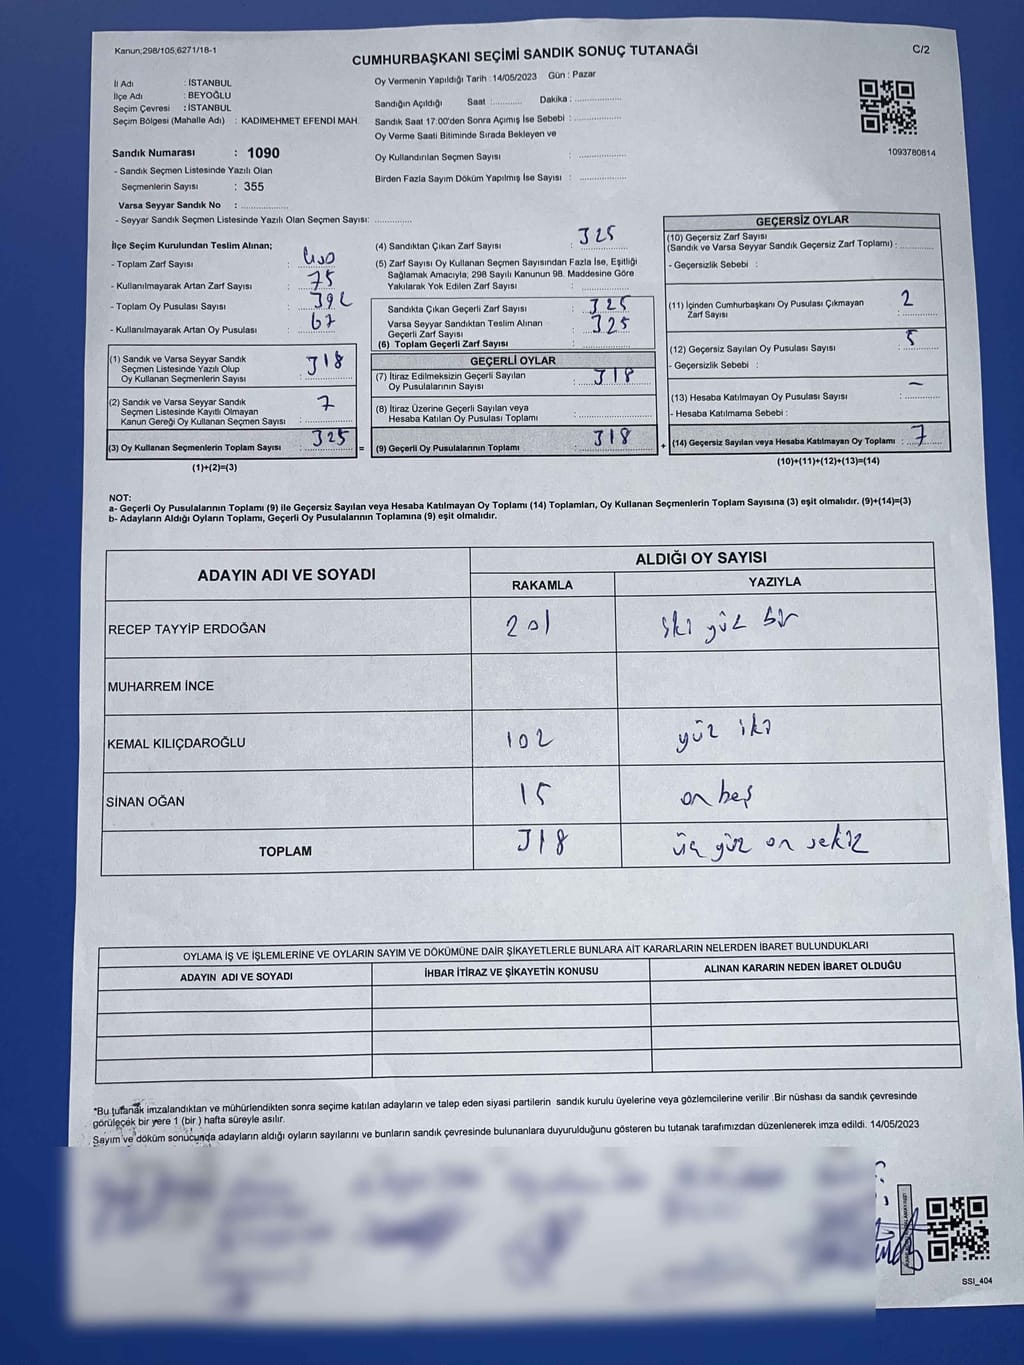 Kanun;298/105,6271/18-1
CUMHURBAŞKANI SEÇİMİ SANDIK SONUÇ TUTANAĞI
C/2
İl Adı : İSTANBUL
İlçe Adı : BEYOĞLU
Seçim Çevresi : İSTANBUL
Seçim Bölgesi (Mahalle Adı) : KADIMEHMET EFENDİ MAH.
Sandık Numarası : 1090
- Sandık Seçmen Listesinde Yazılı Olan
Seçmenlerin Sayısı : 355
Varsa Seyyar Sandık No : ..............
- Seyyar Sandık Seçmen Listesinde Yazılı Olan Seçmen Sayısı: ............
Oy Vermenin Yapıldığı Tarih : 14/05/2023 Gün : Pazar
Sandığın Açıldığı Saat :.......... Dakika : ...............
Sandık Saat 17:00'den Sonra Açımış İse Sebebi : ...............
Oy Verme Saati Bitiminde Sırada Bekleyen ve
Oy Kullandırılan Seçmen Sayısı : ...............
Birden Fazla Sayım Döküm Yapılmış İse Sayısı : ...............
1093780814
İlçe Seçim Kurulundan Teslim Alınan;
- Toplam Zarf Sayısı : 400
- Kullanılmayarak Artan Zarf Sayısı : 75
- Toplam Oy Pusulası Sayısı : 392
- Kullanılmayarak Artan Oy Pusulası : 67
(1) Sandık ve Varsa Seyyar Sandık
Seçmen Listesinde Yazılı Olup
Oy Kullanan Seçmenlerin Sayısı : 318
(2) Sandık ve Varsa Seyyar Sandık
Seçmen Listesinde Kayıtlı Olmayan
Kanun Gereği Oy Kullanan Seçmen Sayısı : 7
(3) Oy Kullanan Seçmenlerin Toplam Sayısı : 325
(1)+(2)=(3)
(4) Sandıktan Çıkan Zarf Sayısı : 325
(5) Zarf Sayısı Oy Kullanan Seçmen Sayısından Fazla İse, Eşitliği
Sağlamak Amacıyla; 298 Sayılı Kanunun 98. Maddesine Göre
Yakılarak Yok Edilen Zarf Sayısı : ...............
Sandıkta Çıkan Geçerli Zarf Sayısı : 325
Varsa Seyyar Sandıktan Teslim Alınan
Geçerli Zarf Sayısı : 325
(6) Toplam Geçerli Zarf Sayısı :
GEÇERLİ OYLAR
(7) İtiraz Edilmeksizin Geçerli Sayılan
Oy Pusulalarının Sayısı : 318
(8) İtiraz Üzerine Geçerli Sayılan veya
Hesaba Katılan Oy Pusulası Toplamı :
= (9) Geçerli Oy Pusulalarının Toplamı : 318
GEÇERSİZ OYLAR
(10) Geçersiz Zarf Sayısı
(Sandık ve Varsa Seyyar Sandık Geçersiz Zarf Toplamı) : ............
- Geçersizlik Sebebi :
(11) İçinden Cumhurbaşkanı Oy Pusulası Çıkmayan
Zarf Sayısı : 2
(12) Geçersiz Sayılan Oy Pusulası Sayısı : 5
- Geçersizlik Sebebi :
(13) Hesaba Katılmayan Oy Pusulası Sayısı : –
- Hesaba Katılmama Sebebi :
+ (14) Geçersiz Sayılan veya Hesaba Katılmayan Oy Toplamı : 7
(10)+(11)+(12)+(13)=(14)
NOT:
a- Geçerli Oy Pusulalarının Toplamı (9) ile Geçersiz Sayılan veya Hesaba Katılmayan Oy Toplamı (14) Toplamları, Oy Kullanan Seçmenlerin Toplam Sayısına (3) eşit olmalıdır. (9)+(14)=(3)
b- Adayların Aldığı Oyların Toplamı, Geçerli Oy Pusulalarının Toplamına (9) eşit olmalıdır.
ADAYIN ADI VE SOYADI
ALDIĞI OY SAYISI
RAKAMLA YAZIYLA
RECEP TAYYİP ERDOĞAN 201 iki yüz bir
MUHARREM İNCE
KEMAL KILIÇDAROĞLU 102 yüz iki
SİNAN OĞAN 15 on beş
TOPLAM 318 üç yüz on sekiz
OYLAMA İŞ VE İŞLEMLERİNE VE OYLARIN SAYIM VE DÖKÜMÜNE DAİR ŞİKAYETLERLE BUNLARA AİT KARARLARIN NELERDEN İBARET BULUNDUKLARI
ADAYIN ADI VE SOYADI İHBAR İTİRAZ VE ŞİKAYETİN KONUSU ALINAN KARARIN NEDEN İBARET OLDUĞU
*Bu tutanak imzalandıktan ve mühürlendikten sonra seçime katılan adayların ve talep eden siyasi partilerin sandık kurulu üyelerine veya gözlemcilerine verilir .Bir nüshası da sandık çevresinde
görülecek bir yere 1 (bir ) hafta süreyle asılır.
Sayım ve döküm sonucunda adayların aldığı oyların sayılarını ve bunların sandık çevresinde bulunanlara duyurulduğunu gösteren bu tutanak tarafımızdan düzenlenerek imza edildi. 14/05/2023
SSI_404